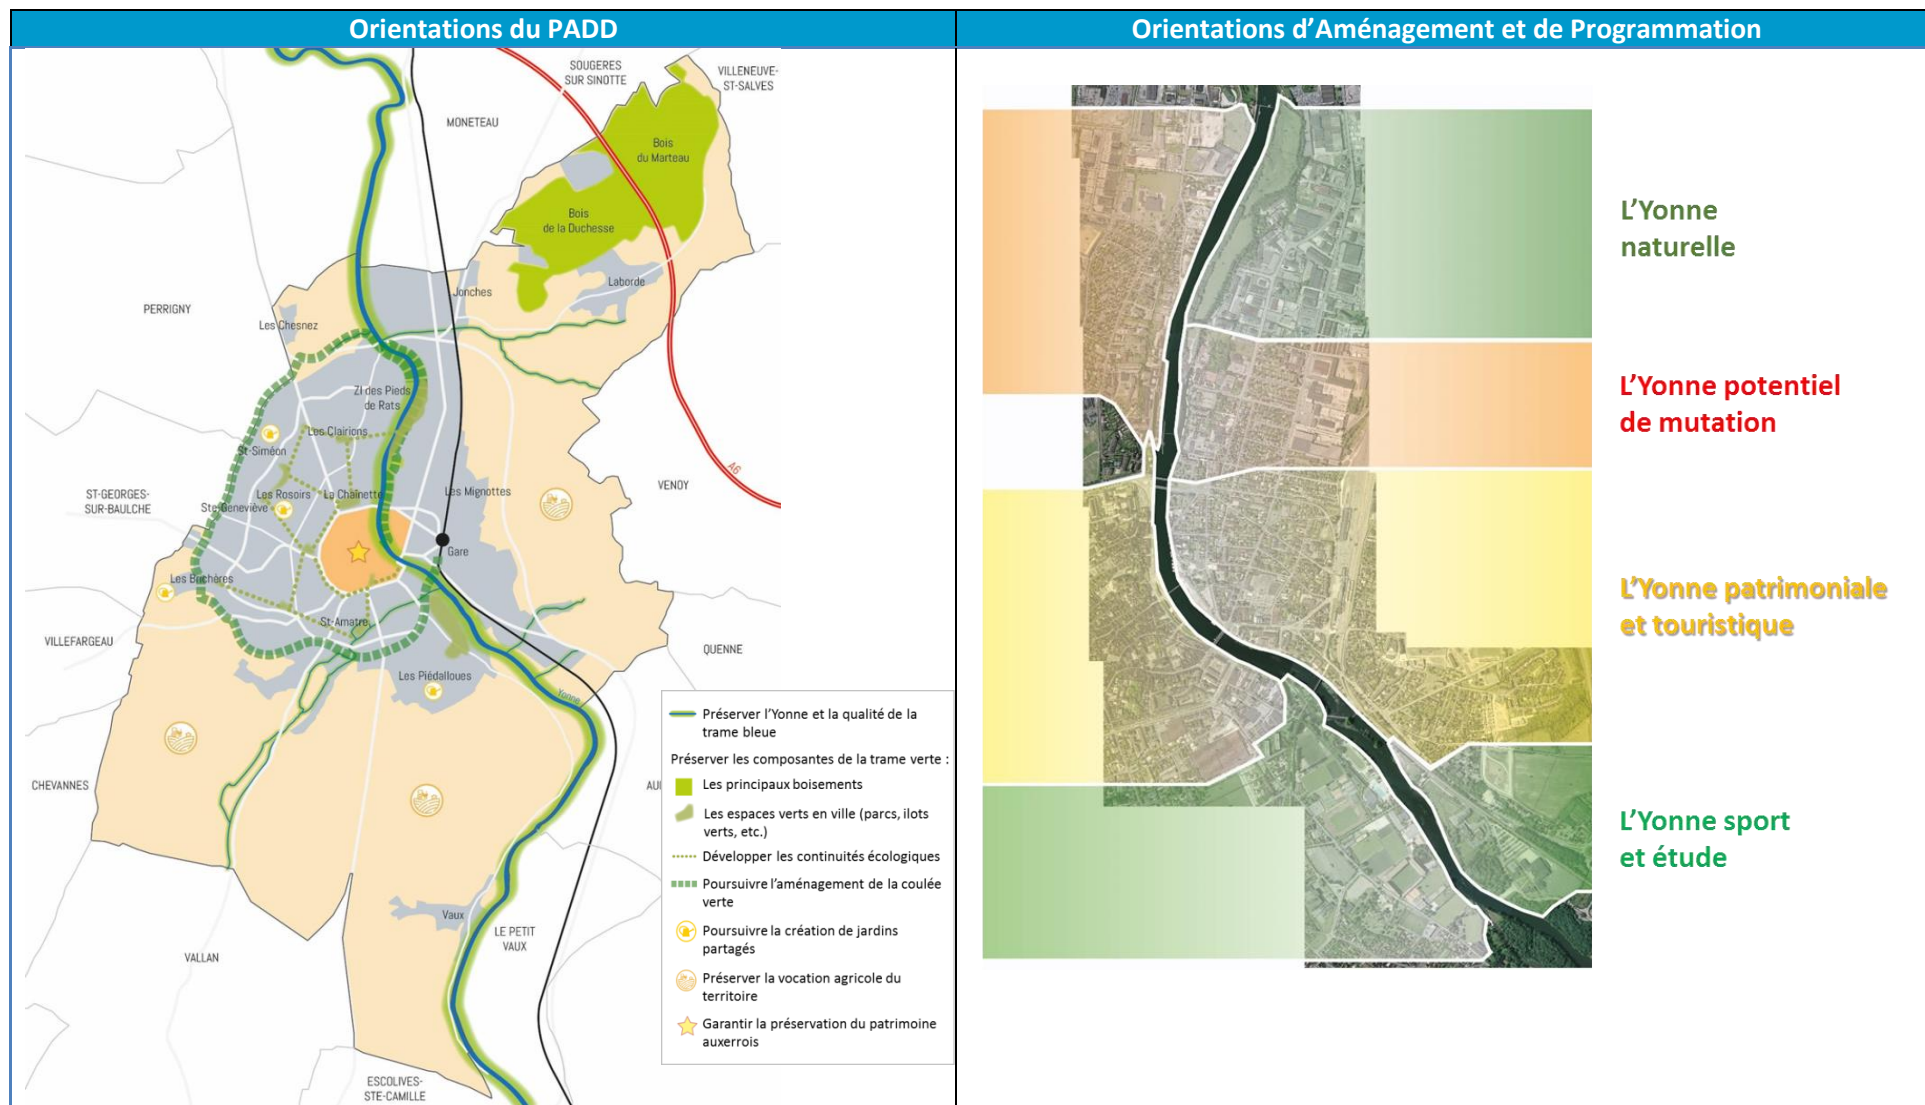 Orientations du PADD
Orientations d'Aménagement et de Programmation
SOUGERES
SUR SINOTTE
VILLENEUVE-
ST-SALVES
MONETEAU
Bois
du Marteau
Bois
de la Duchesse
Laborde
Jonches
PERRIGNY
Les Chesnez
ZI des Pieds
de Rats
Les Clairions
St-Siméon
A6
VENOY
ST-GEORGES-
SUR-BAULCHE
Les Rosoirs
La Chaînette
Les Mignottes
Ste-Geneviève
Gare
Les Buchères
St-Amatre
VILLEFARGEAU
QUENNE
Les Piédalloues
Yonne
CHEVANNES
AU
Vaux
LE PETIT
VAUX
VALLAN
ESCOLIVES-
STE-CAMILLE
Préserver l'Yonne et la qualité de la
trame bleue
Préserver les composantes de la trame verte :
Les principaux boisements
Les espaces verts en ville (parcs, ilots
verts, etc.)
Développer les continuités écologiques
Poursuivre l'aménagement de la coulée
verte
Poursuivre la création de jardins
partagés
Préserver la vocation agricole du
territoire
Garantir la préservation du patrimoine
auxerrois
L'Yonne
naturelle
L'Yonne potentiel
de mutation
L'Yonne patrimoniale
et touristique
L'Yonne sport
et étude